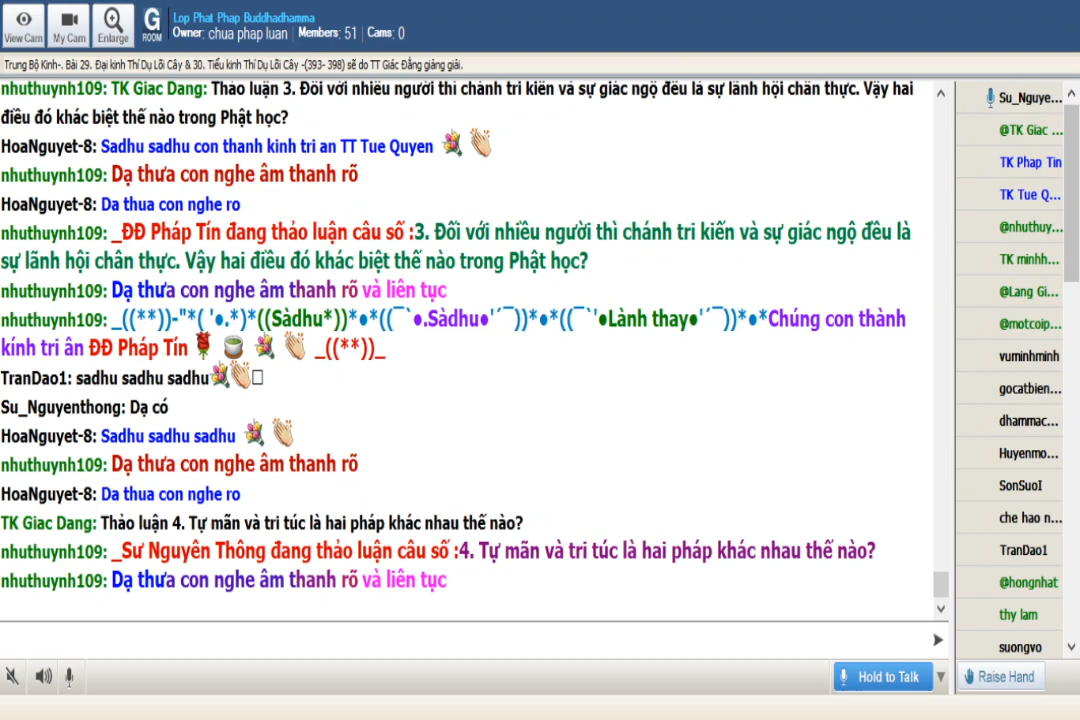 View Cam
My Cam
Enlarge
G
ROOM
Lop Phat Phap Buddhadhamma
Owner: chua phap luan | Members: 51 | Cams: 0
Trung Bộ Kinh-. Bài 29. Đại kinh Thí Dụ Lõi Cây & 30. Tiểu kinh Thí Dụ Lõi Cây -(393- 398) sẽ do TT Giác Đẳng giảng giải.
nhuthuynh109: TK Giac Dang: Thảo luận 3. Đối với nhiều người thì chánh tri kiến và sự giác ngộ đều là sự lãnh hội chân thực. Vậy hai
điều đó khác biệt thế nào trong Phật học?
HoaNguyet-8: Sadhu sadhu con thanh kinh tri an TT Tue Quyen
nhuthuynh109: Dạ thưa con nghe âm thanh rõ
HoaNguyet-8: Da thua con nghe ro
nhuthuynh109: _ĐĐ Pháp Tín đang thảo luận câu số :3. Đối với nhiều người thì chánh tri kiến và sự giác ngộ đều là
sự lãnh hội chân thực. Vậy hai điều đó khác biệt thế nào trong Phật học?
nhuthuynh109: Dạ thưa con nghe âm thanh rõ và liên tục
nhuthuynh109: _((**))-"*( '●.*)*((Sàdhu*))*●*((¯`●.Sàdhu●'´¯))*●*((¯`'●Lành thay●'´¯))*●*Chúng con thành
kính tri ân ĐĐ Pháp Tín _((**))_
TranDao1: sadhu sadhu sadhu
Su_Nguyenthong: Dạ có
HoaNguyet-8: Sadhu sadhu sadhu
nhuthuynh109: Dạ thưa con nghe âm thanh rõ
HoaNguyet-8: Da thua con nghe ro
TK Giac Dang: Thảo luận 4. Tự mãn và tri túc là hai pháp khác nhau thế nào?
nhuthuynh109: _Sư Nguyên Thông đang thảo luận câu số :4. Tự mãn và tri túc là hai pháp khác nhau thế nào?
nhuthuynh109: Dạ thưa con nghe âm thanh rõ và liên tục
Su_Nguye...
@TK Giac ...
TK Phap Tin
TK Tue Q...
@nhuthuy...
TK minhh...
@Lang Gi...
@motcoip...
vuminhminh
gocatbien...
dhammac...
Huyenmo...
SonSuoI
che hao n...
TranDao1
@hongnhat
thy lam
suongvo
Hold to Talk
Raise Hand